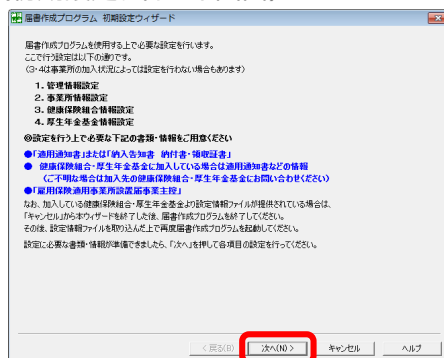 届書作成プログラム 初期設定ウィザード
届書作成プログラムを使用する上で必要な設定を行います。
ここで行う設定は以下の通りです。
(3・4は事業所の加入状況によっては設定を行わない場合もあります)
1. 管理情報設定
2. 事業所情報設定
3. 健康保険組合情報設定
4. 厚生年金基金情報設定
◎設定を行う上で必要な下記の書類・情報をご用意ください
●「適用通知書」または「納入告知書 納付書・領収証書」
● 健康保険組合・厚生年金基金に加入している場合は適用通知書などの情報
(ご不明な場合は加入先の健康保険組合・厚生年金基金にお問い合わせください)
●「雇用保険適用事業所設置届事業主控」
なお、加入している健康保険組合・厚生年金基金より設定情報ファイルが提供されている場合は、
「キャンセル」から本ウィザードを終了した後、届書作成プログラムを終了してください。
その後、設定情報ファイルを取り込んだ上で再度届書作成プログラムを起動してください。
設定に必要な書類・情報が準備できましたら、「次へ」を押して各項目の設定を行ってください。
< 戻る(B) 次へ(N) > キャンセル ヘルプ